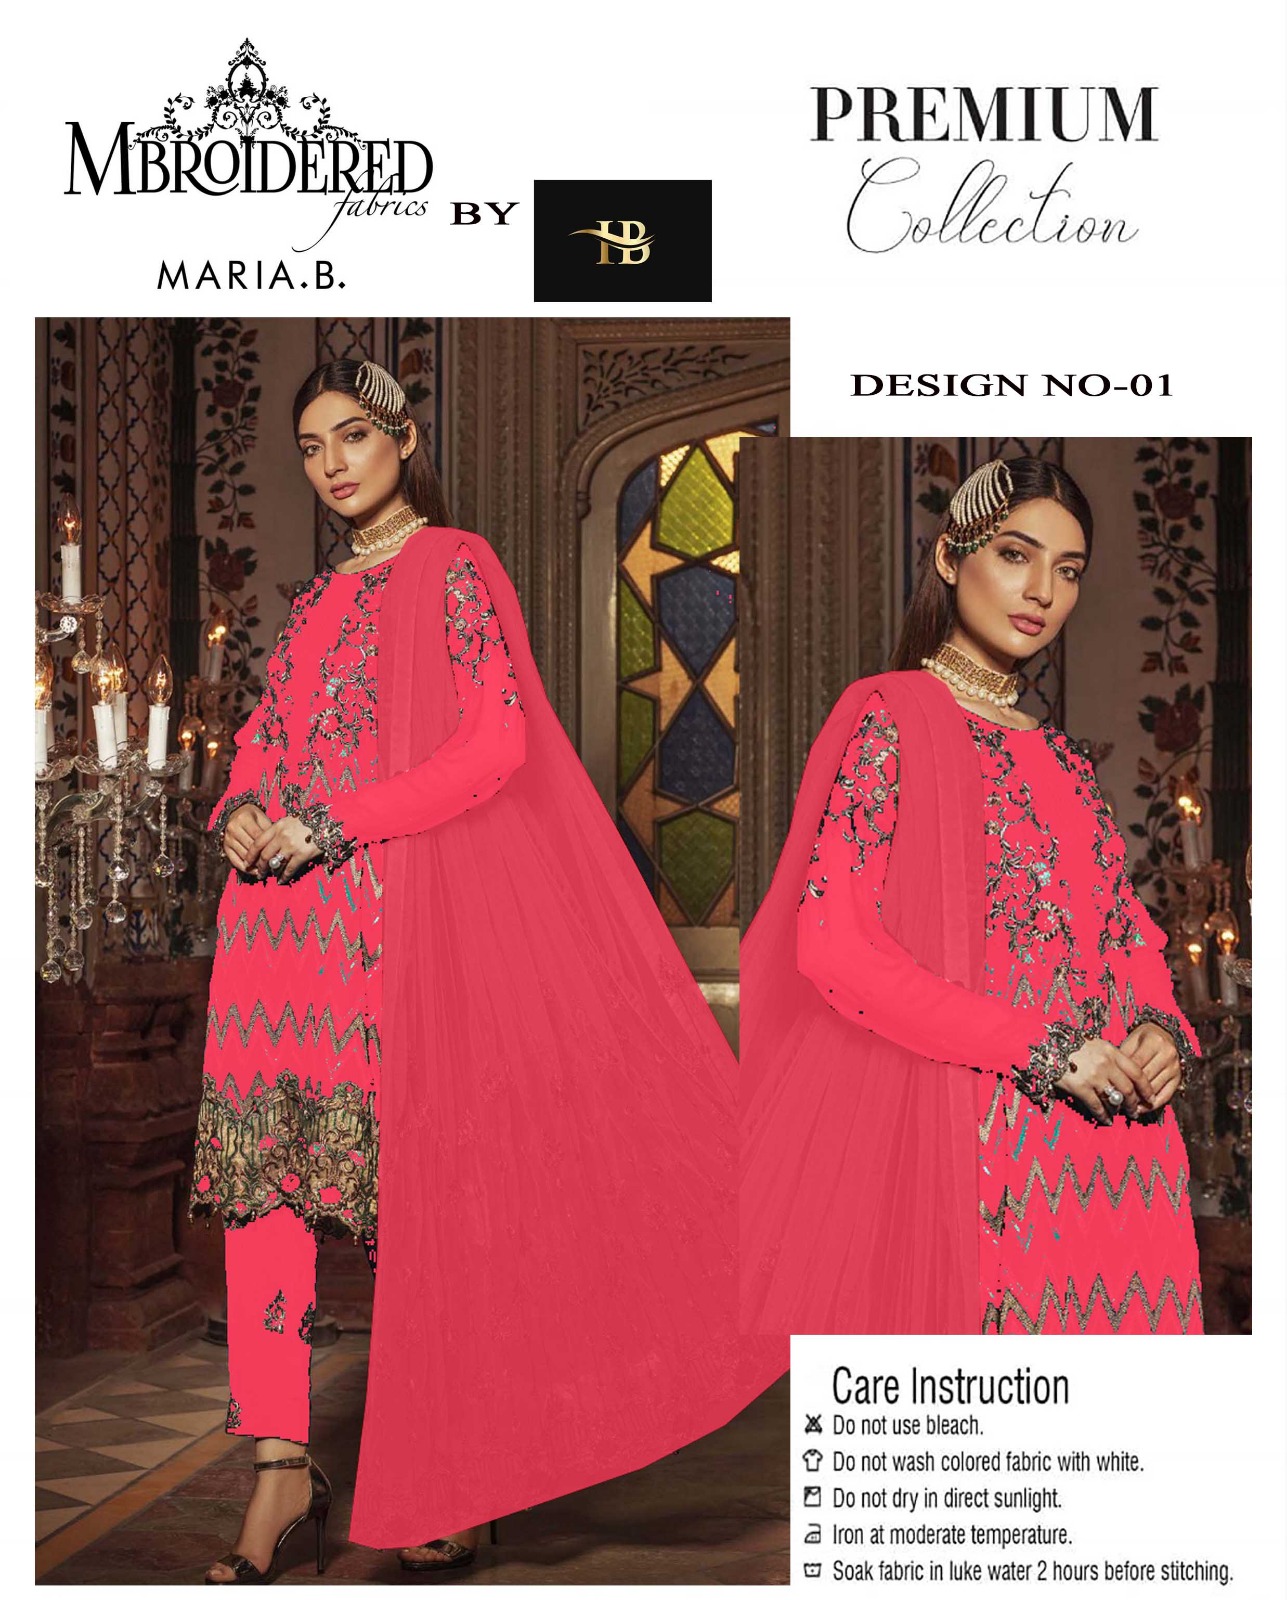 MBROIDERED
fabrics
MARIA.B.
BY
HB
PREMIUM
Collection
DESIGN NO-01
Care Instruction
Do not use bleach.
Do not wash colored fabric with white.
Do not dry in direct sunlight.
Iron at moderate temperature.
Soak fabric in luke water 2 hours before stitching.